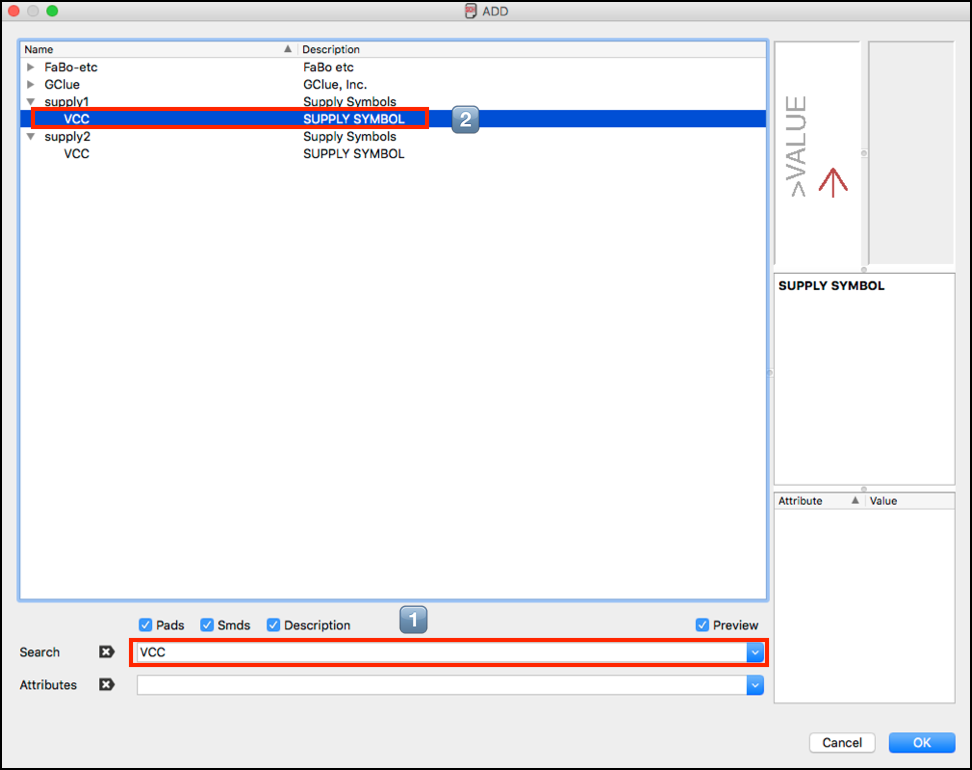 ADD
Name Description
FaBo-etc FaBo etc
GClue GClue, Inc.
supply1 Supply Symbols
VCC SUPPLY SYMBOL 2
supply2 Supply Symbols
VCC SUPPLY SYMBOL
>VALUE
SUPPLY SYMBOL
Attribute Value
1
Pads Smds Description Preview
Search VCC
Attributes
Cancel OK